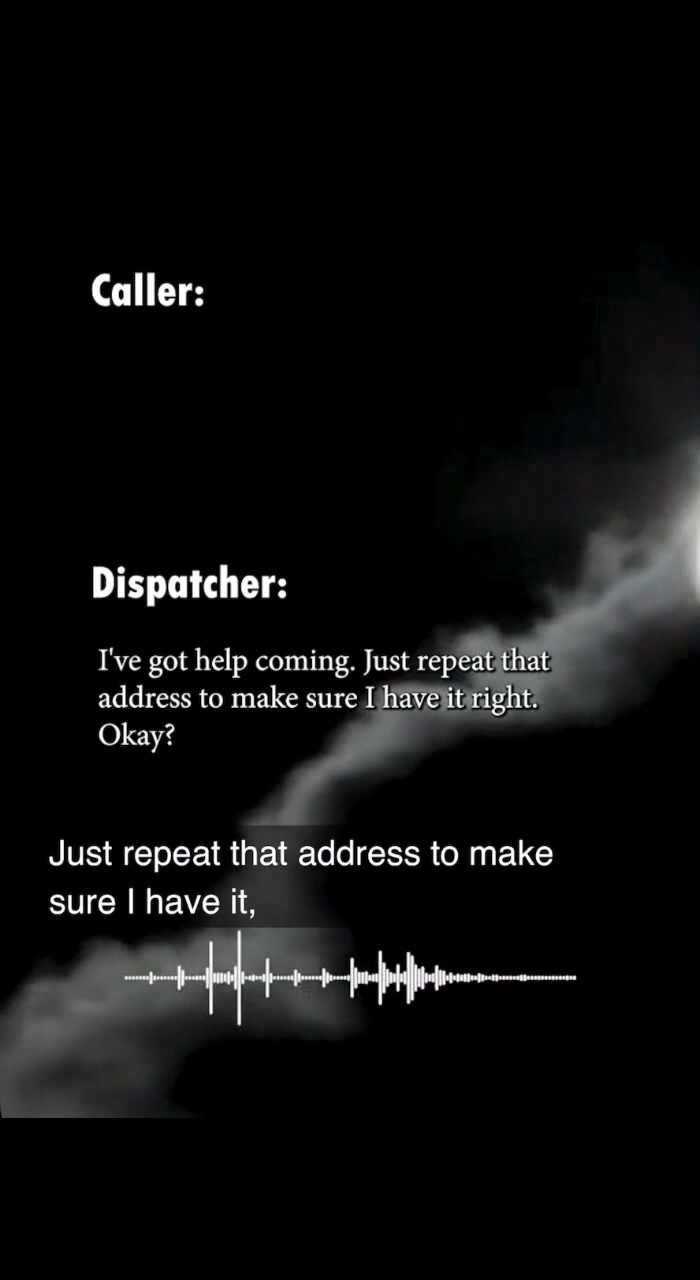 Caller:
Dispatcher:
I've got help coming. Just repeat that
address to make sure I have it right.
Okay?
Just repeat that address to make
sure I have it,